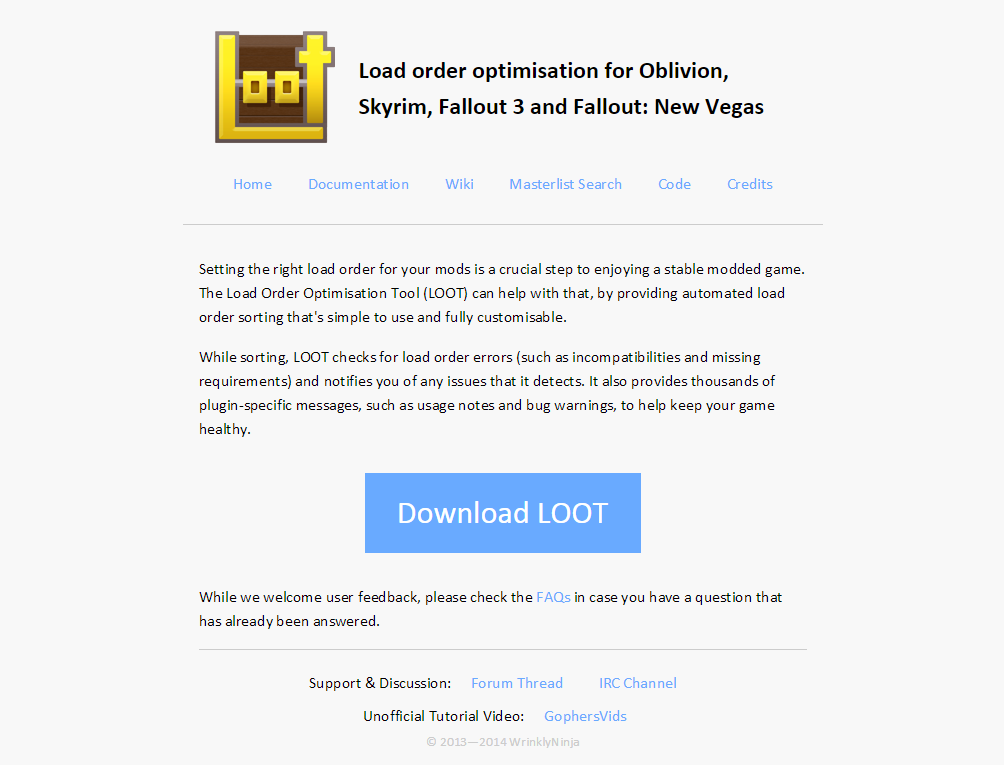 Loot
Load order optimisation for Oblivion,
Skyrim, Fallout 3 and Fallout: New Vegas
Home Documentation Wiki Masterlist Search Code Credits
Setting the right load order for your mods is a crucial step to enjoying a stable modded game.
The Load Order Optimisation Tool (LOOT) can help with that, by providing automated load
order sorting that's simple to use and fully customisable.
While sorting, LOOT checks for load order errors (such as incompatibilities and missing
requirements) and notifies you of any issues that it detects. It also provides thousands of
plugin-specific messages, such as usage notes and bug warnings, to help keep your game
healthy.
Download LOOT
While we welcome user feedback, please check the FAQs in case you have a question that
has already been answered.
Support & Discussion: Forum Thread IRC Channel
Unofficial Tutorial Video: GophersVids
© 2013—2014 WrinklyNinja